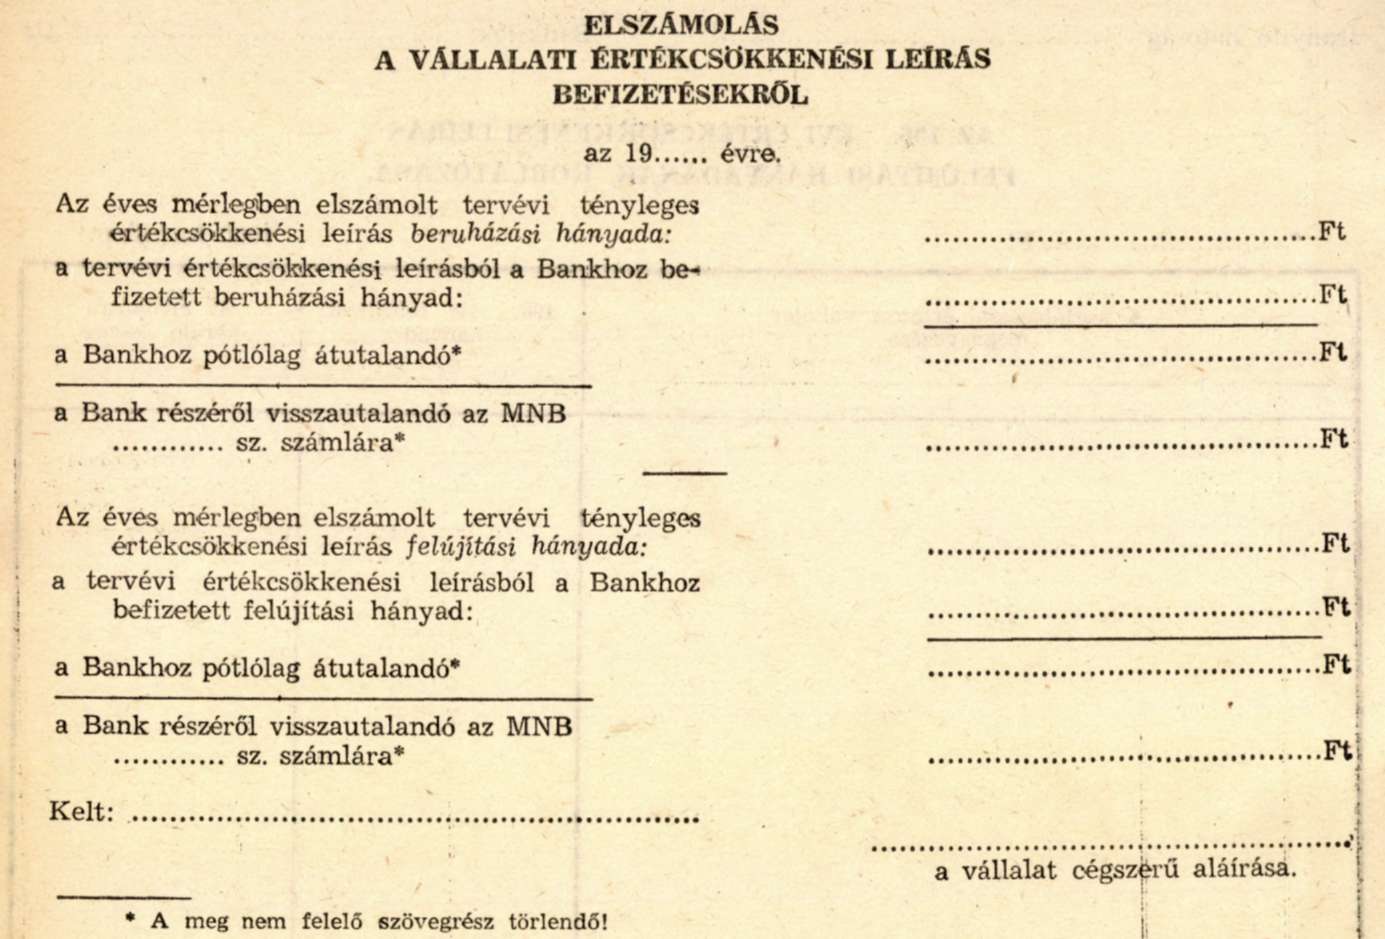 ELSZÁMOLÁS
A VÁLLALATI ÉRTÉKCSÖKKENÉSI LEÍRÁS
BEFIZETÉSEKRŐL
az 19...... évre.
Az éves mérlegben elszámolt tervévi tényleges
értékcsökkenési leírás beruházási hányada: ........................................Ft
a tervévi értékcsökkenési leírásból a Bankhoz be-
fizetett beruházási hányad: ........................................Ft
a Bankhoz pótlólag átutalandó* ........................................Ft
a Bank részéről visszautalandó az MNB
............ sz. számlára* ........................................Ft
Az éves mérlegben elszámolt tervévi tényleges
értékcsökkenési leírás felújítási hányada: ........................................Ft
a tervévi értékcsökkenési leírásból a Bankhoz
befizetett felújítási hányad: ........................................Ft
a Bankhoz pótlólag átutalandó* ........................................Ft
a Bank részéről visszautalandó az MNB
............ sz. számlára* ........................................Ft
Kelt: ............................................................
..................................................
a vállalat cégszerű aláírása.
* A meg nem felelő szövegrész törlendő!